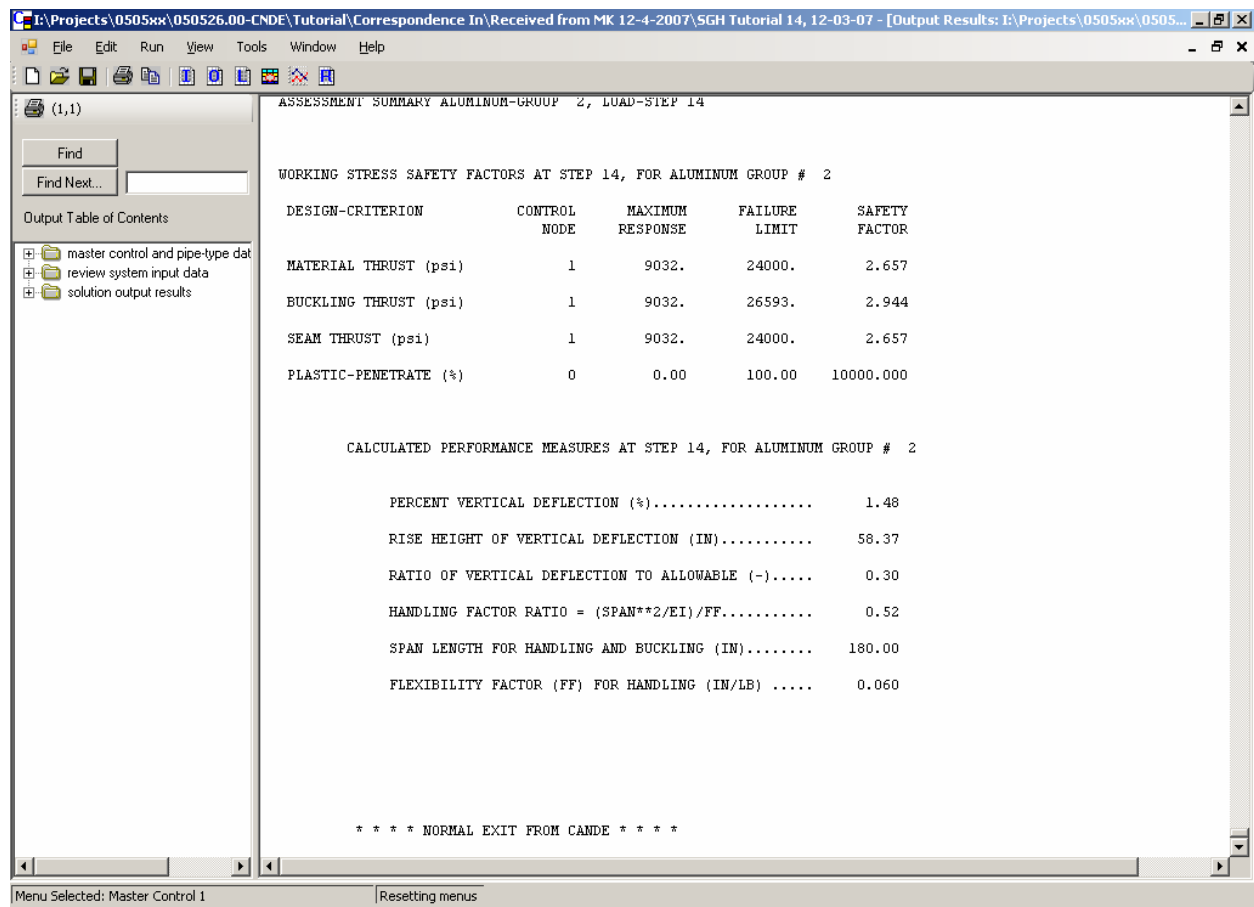 I:\Projects\0505xx\050526.00-CNDE\Tutorial\Correspondence In\Received from MK 12-4-2007\SGH Tutorial 14, 12-03-07 - [Output Results: I:\Projects\0505xx\0505...
File Edit Run View Tools Window Help
(1,1)
Find
Find Next...
Output Table of Contents
master control and pipe-type dat
review system input data
solution output results
ASSESSMENT SUMMARY ALUMINUM-GROUP 2, LOAD-STEP 14
WORKING STRESS SAFETY FACTORS AT STEP 14, FOR ALUMINUM GROUP # 2
DESIGN-CRITERION CONTROL MAXIMUM FAILURE SAFETY
NODE RESPONSE LIMIT FACTOR
MATERIAL THRUST (psi) 1 9032. 24000. 2.657
BUCKLING THRUST (psi) 1 9032. 26593. 2.944
SEAM THRUST (psi) 1 9032. 24000. 2.657
PLASTIC-PENETRATE (%) 0 0.00 100.00 10000.000
CALCULATED PERFORMANCE MEASURES AT STEP 14, FOR ALUMINUM GROUP # 2
PERCENT VERTICAL DEFLECTION (%)................... 1.48
RISE HEIGHT OF VERTICAL DEFLECTION (IN)........... 58.37
RATIO OF VERTICAL DEFLECTION TO ALLOWABLE (-)..... 0.30
HANDLING FACTOR RATIO = (SPAN**2/EI)/FF........... 0.52
SPAN LENGTH FOR HANDLING AND BUCKLING (IN)........ 180.00
FLEXIBILITY FACTOR (FF) FOR HANDLING (IN/LB) ..... 0.060
* * * * NORMAL EXIT FROM CANDE * * * *
Menu Selected: Master Control 1
Resetting menus